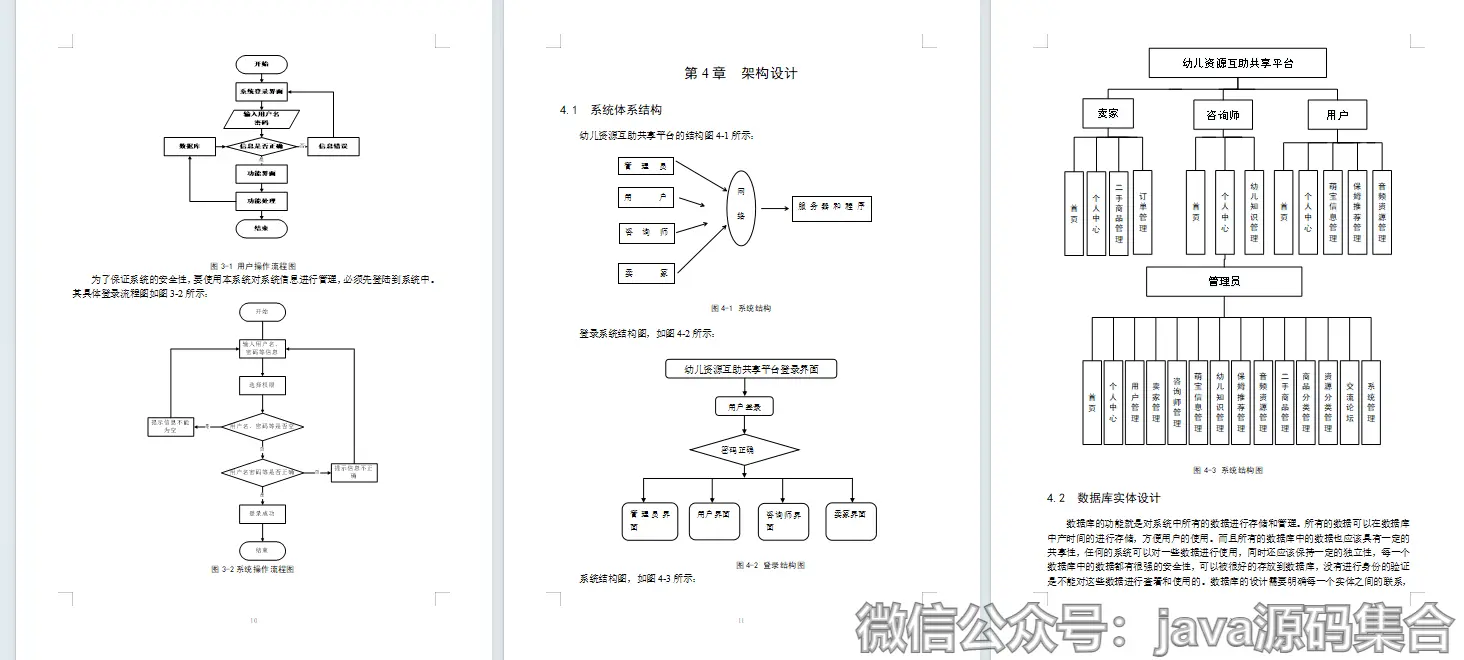 开始
系统登录界面
输入用户名
密码
数据库
信息是否正确
否
信息错误
是
功能界面
功能处理
结束
图 3-1 用户操作流程图
为了保证系统的安全性，要使用本系统对系统信息进行管理，必须先登陆到系统中。
其具体登录流程图如图 3-2 所示：
开始
输入用户名、
密码等信息
选择权限
提示信息不能
为空
是
用户名、密码等是否空
否
用户名密码等是否正确
提示信息不正
确
登录成功
结束
图 3-2 系统操作流程图
10
第 4 章 架构设计
4.1 系统体系结构
幼儿资源互助共享平台的结构图 4-1 所示：
管理员
用户
咨询师
卖家
网
络
服务器和程序
图 4-1 系统结构
登录系统结构图，如图 4-2 所示：
幼儿资源互助共享平台登录界面
用户登录
密码正确
管理员界
面
用户界面
咨询师界
面
卖家界面
图 4-2 登录结构图
系统结构图，如图 4-3 所示：
11
幼儿资源互助共享平台
卖家
咨询师
用户
首页
个人中心
二手商品管理
订单管理
首页
个人中心
幼儿知识管理
首页
个人中心
萌宝信息管理
保姆推荐管理
音频资源管理
管理员
首页
个人中心
用户管理
卖家管理
咨询师管理
萌宝信息管理
幼儿知识管理
保姆推荐管理
音频资源管理
二手商品管理
商品分类管理
资源分类管理
交流论坛
系统管理
图 4-3 系统结构图
4.2 数据库实体设计
数据库的功能就是对系统中所有的数据进行存储和管理。所有的数据可以在数据库
中产时间的进行存储，方便用户的使用。而且所有的数据库中的数据也应该具有一定的
共享性，任何的系统可以对一些数据进行使用，同时还应该保持一定的独立性，每一个
数据库中的数据都有很强的安全性，可以被很好的存放到数据库，没有进行身份的验证
是不能对这些数据进行查看和使用的。数据库的设计需要明确每一个实体之间的联系，
微信公众号：java源码集合